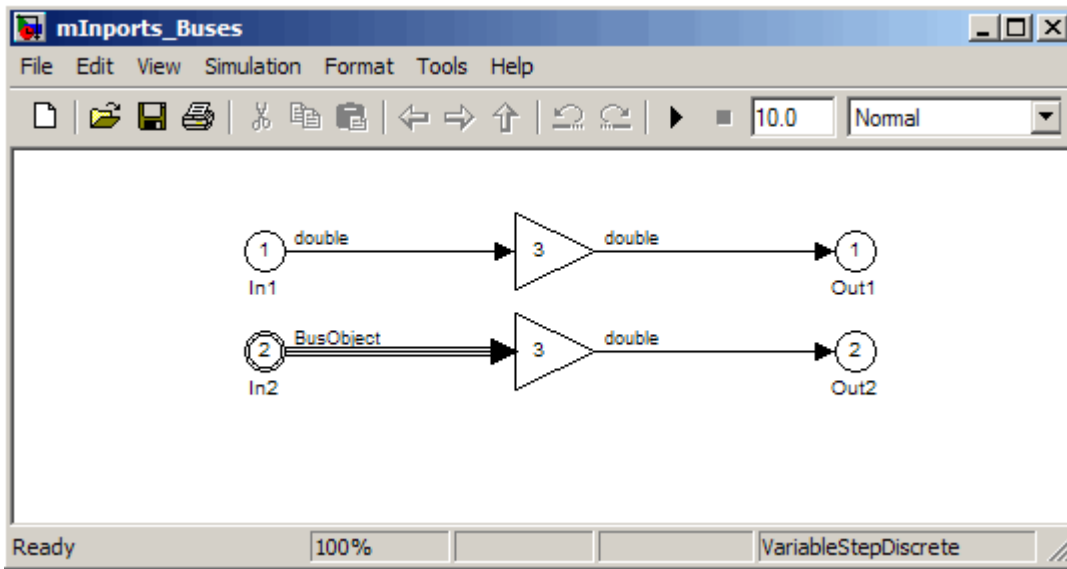 mInports_Buses
File Edit View Simulation Format Tools Help
10.0 Normal
1 double 3 double 1
In1 Out1
2 BusObject 3 double 2
In2 Out2
Ready 100% VariableStepDiscrete